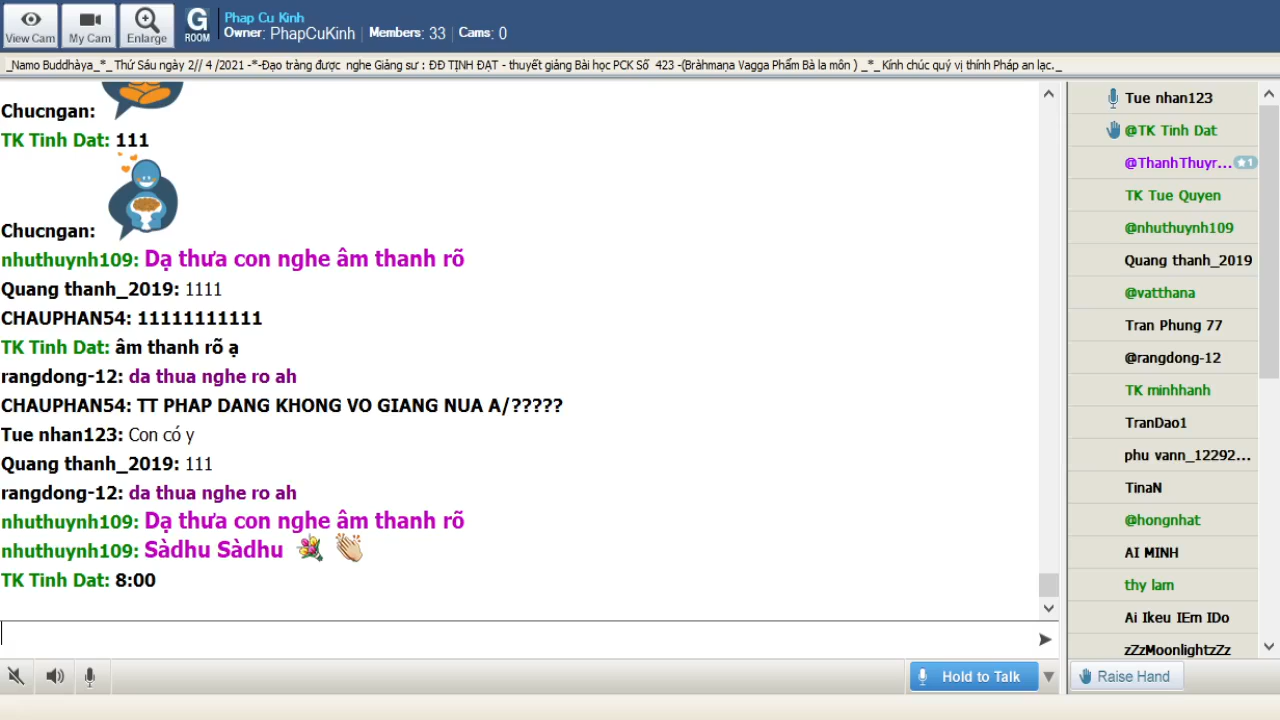 View Cam
My Cam
Enlarge
G
ROOM
Phap Cu Kinh
Owner: PhapCuKinh | Members: 33 | Cams: 0
_Namo Buddhàya_*_ Thứ Sáu ngày 2// 4 /2021 -*-Đạo tràng được nghe Giảng sư : ĐĐ TỊNH ĐẠT - thuyết giảng Bài học PCK Số 423 -(Bràhmaṇa Vagga Phẩm Bà la môn ) _*_ Kính chúc quý vị thính Pháp an lạc._
Chucngan:
TK Tinh Dat: 111
Chucngan:
nhuthuynh109: Dạ thưa con nghe âm thanh rõ
Quang thanh_2019: 1111
CHAUPHAN54: 11111111111
TK Tinh Dat: âm thanh rõ ạ
rangdong-12: da thua nghe ro ah
CHAUPHAN54: TT PHAP DANG KHONG VO GIANG NUA A/?????
Tue nhan123: Con có y
Quang thanh_2019: 111
rangdong-12: da thua nghe ro ah
nhuthuynh109: Dạ thưa con nghe âm thanh rõ
nhuthuynh109: Sàdhu Sàdhu
TK Tinh Dat: 8:00
Tue nhan123
@TK Tinh Dat
@ThanhThuyr... ★1
TK Tue Quyen
@nhuthuynh109
Quang thanh_2019
@vatthana
Tran Phung 77
@rangdong-12
TK minhhanh
TranDao1
phu vann_12292...
TinaN
@hongnhat
AI MINH
thy lam
Ai Ikeu IEm IDo
zZzMoonlightzZz
Hold to Talk
Raise Hand